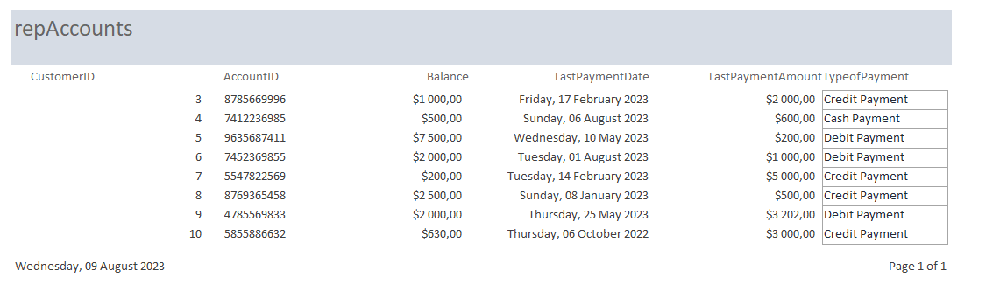 repAccounts
CustomerID AccountID Balance LastPaymentDate LastPaymentAmount TypeofPayment
3 8785669996 $1 000,00 Friday, 17 February 2023 $2 000,00 Credit Payment
4 7412236985 $500,00 Sunday, 06 August 2023 $600,00 Cash Payment
5 9635687411 $7 500,00 Wednesday, 10 May 2023 $200,00 Debit Payment
6 7452369855 $2 000,00 Tuesday, 01 August 2023 $1 000,00 Debit Payment
7 5547822569 $200,00 Tuesday, 14 February 2023 $5 000,00 Credit Payment
8 8769365458 $2 500,00 Sunday, 08 January 2023 $500,00 Credit Payment
9 4785569833 $2 000,00 Thursday, 25 May 2023 $3 202,00 Debit Payment
10 5855886632 $630,00 Thursday, 06 October 2022 $3 000,00 Credit Payment
Wednesday, 09 August 2023 Page 1 of 1